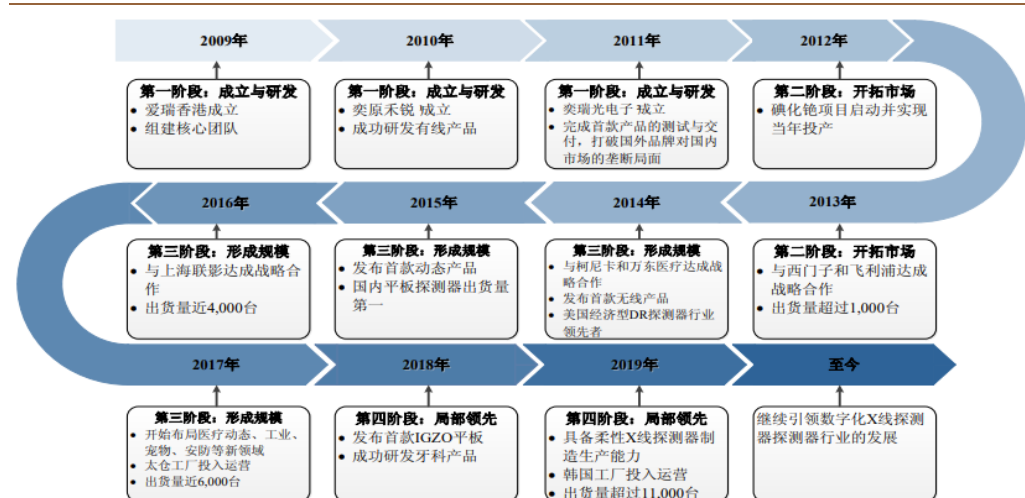 2009年
2010年
2011年
2012年
第一阶段：成立与研发
爱瑞香港成立
组建核心团队
第一阶段：成立与研发
奕原禾锐 成立
成功研发有线产品
第一阶段：成立与研发
奕瑞光电子 成立
完成首款产品的测试与交
付，打破国外品牌对国内
市场的垄断局面
第二阶段：开拓市场
碘化铯项目启动并实现
当年投产
2016年
2015年
2014年
2013年
第三阶段：形成规模
与上海联影达成战略合
作
出货量近4,000台
第三阶段：形成规模
发布首款动态产品
国内平板探测器出货量
第一
第三阶段：形成规模
与柯尼卡和万东医疗达成战
略合作
发布首款无线产品
美国经济型DR探测器行业
领先者
第二阶段：开拓市场
与西门子和飞利浦达成
战略合作
出货量超过1,000台
2017年
2018年
2019年
至今
第三阶段：形成规模
开始布局医疗动态、工业、
宠物、安防等新领域
太仓工厂投入运营
出货量近6,000台
第四阶段：局部领先
发布首款IGZO平板
成功研发牙科产品
第四阶段：局部领先
具备柔性X线探测器制
造生产能力
韩国工厂投入运营
出货量超过11,000台
继续引领数字化X线探测
器探测器行业的发展